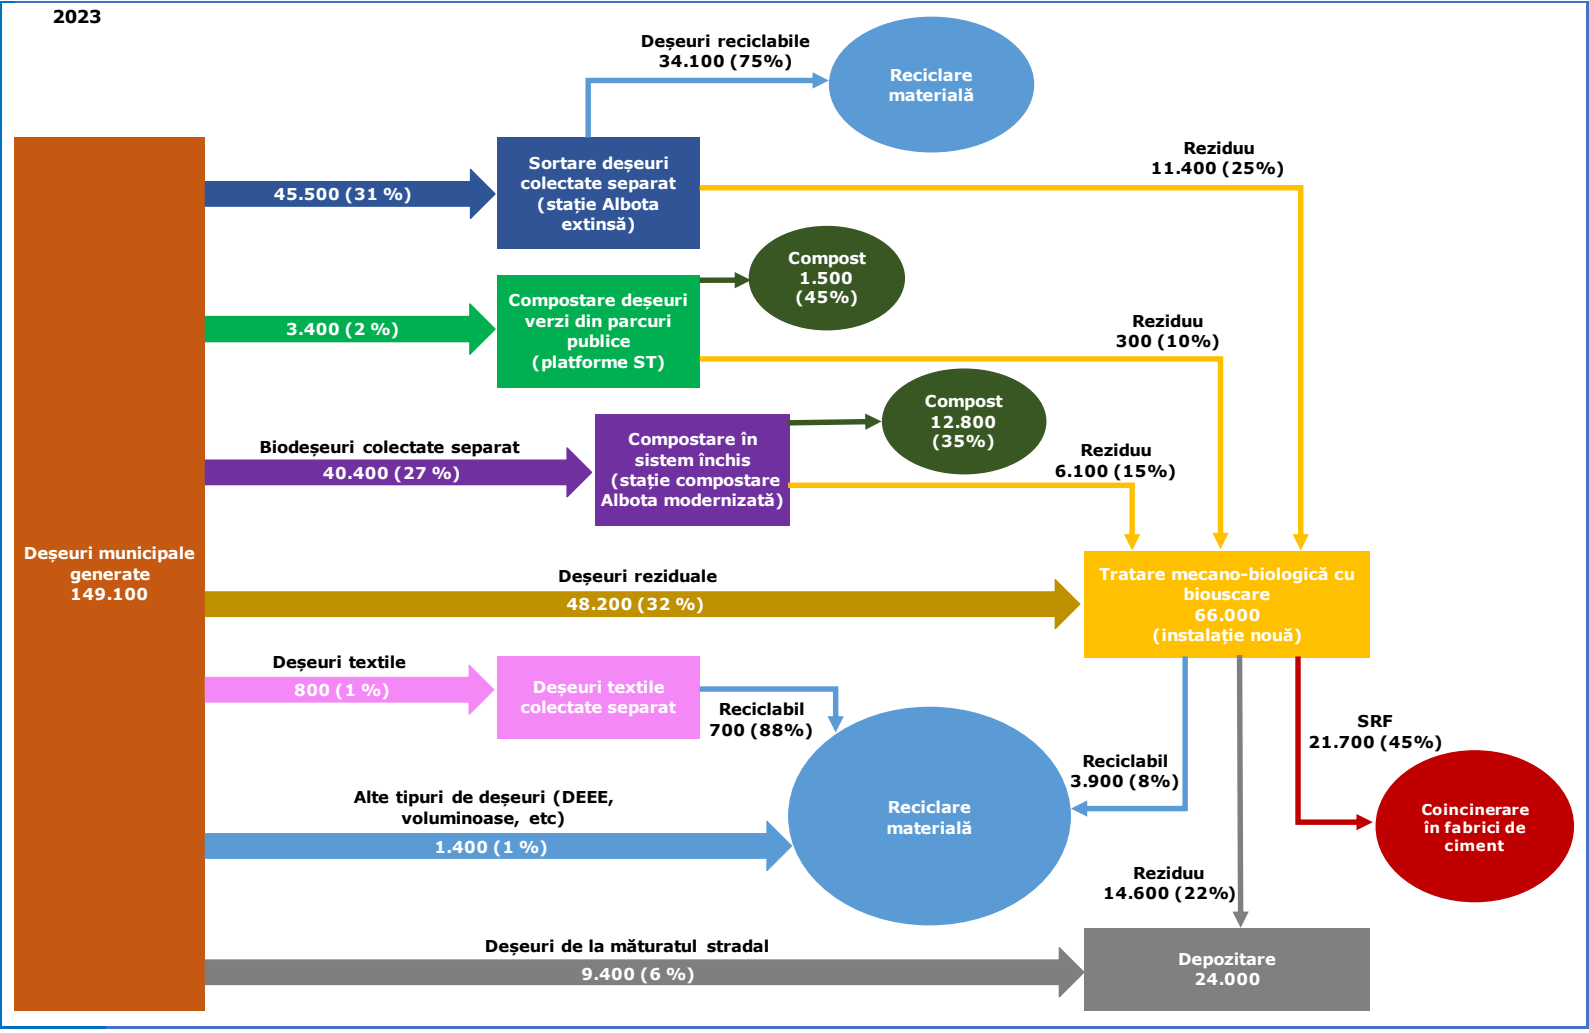 2023
Deșeuri reciclabile
34.100 (75%)
Reciclare
materială
Reziduu
11.400 (25%)
45.500 (31 %)
Sortare deșeuri
colectate separat
(stație Albota
extinsă)
Compost
1.500
(45%)
3.400 (2 %)
Compostare deșeuri
verzi din parcuri
publice
(platforme ST)
Reziduu
300 (10%)
Compost
12.800
(35%)
Biodeșeuri colectate separat
40.400 (27 %)
Compostare în
sistem închis
(stație compostare
Albota modernizată)
Reziduu
6.100 (15%)
Deșeuri municipale
generate
149.100
Deșeuri reziduale
48.200 (32 %)
Tratare mecano-biologică cu
biouscare
66.000
(instalație nouă)
Deșeuri textile
800 (1 %)
Deșeuri textile
colectate separat
Reciclabil
700 (88%)
SRF
21.700 (45%)
Reciclabil
3.900 (8%)
Alte tipuri de deșeuri (DEEE,
voluminoase, etc)
1.400 (1 %)
Reciclare
materială
Coincinerare
în fabrici de
ciment
Reziduu
14.600 (22%)
Deșeuri de la măturatul stradal
9.400 (6 %)
Depozitare
24.000